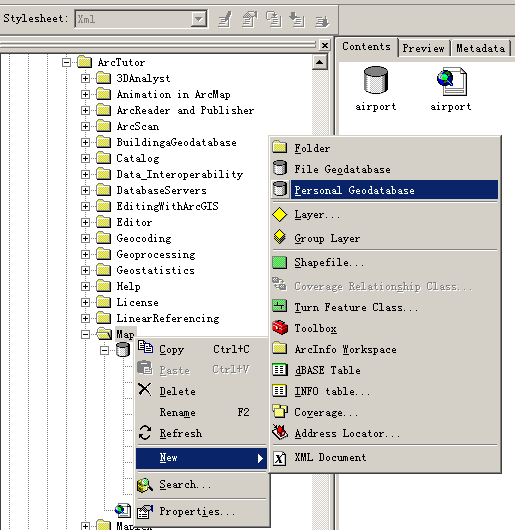 Stylesheet: Xml
Contents Preview Metadata
airport airport
ArcTutor
3DAnalyst
Animation in ArcMap
ArcReader and Publisher
ArcScan
BuildingaGeodatabase
Catalog
Data_Interoperability
DatabaseServers
EditingWithArcGIS
Editor
Geocoding
Geoprocessing
Geostatistics
Help
License
LinearReferencing
Map
Copy Ctrl+C
Paste Ctrl+V
Delete
Rename F2
Refresh
New
Search...
Properties...
Folder
File Geodatabase
Personal Geodatabase
Layer...
Group Layer
Shapefile...
Coverage Relationship Class...
Turn Feature Class...
Toolbox
ArcInfo Workspace
dBASE Table
INFO table...
Coverage...
Address Locator...
XML Document